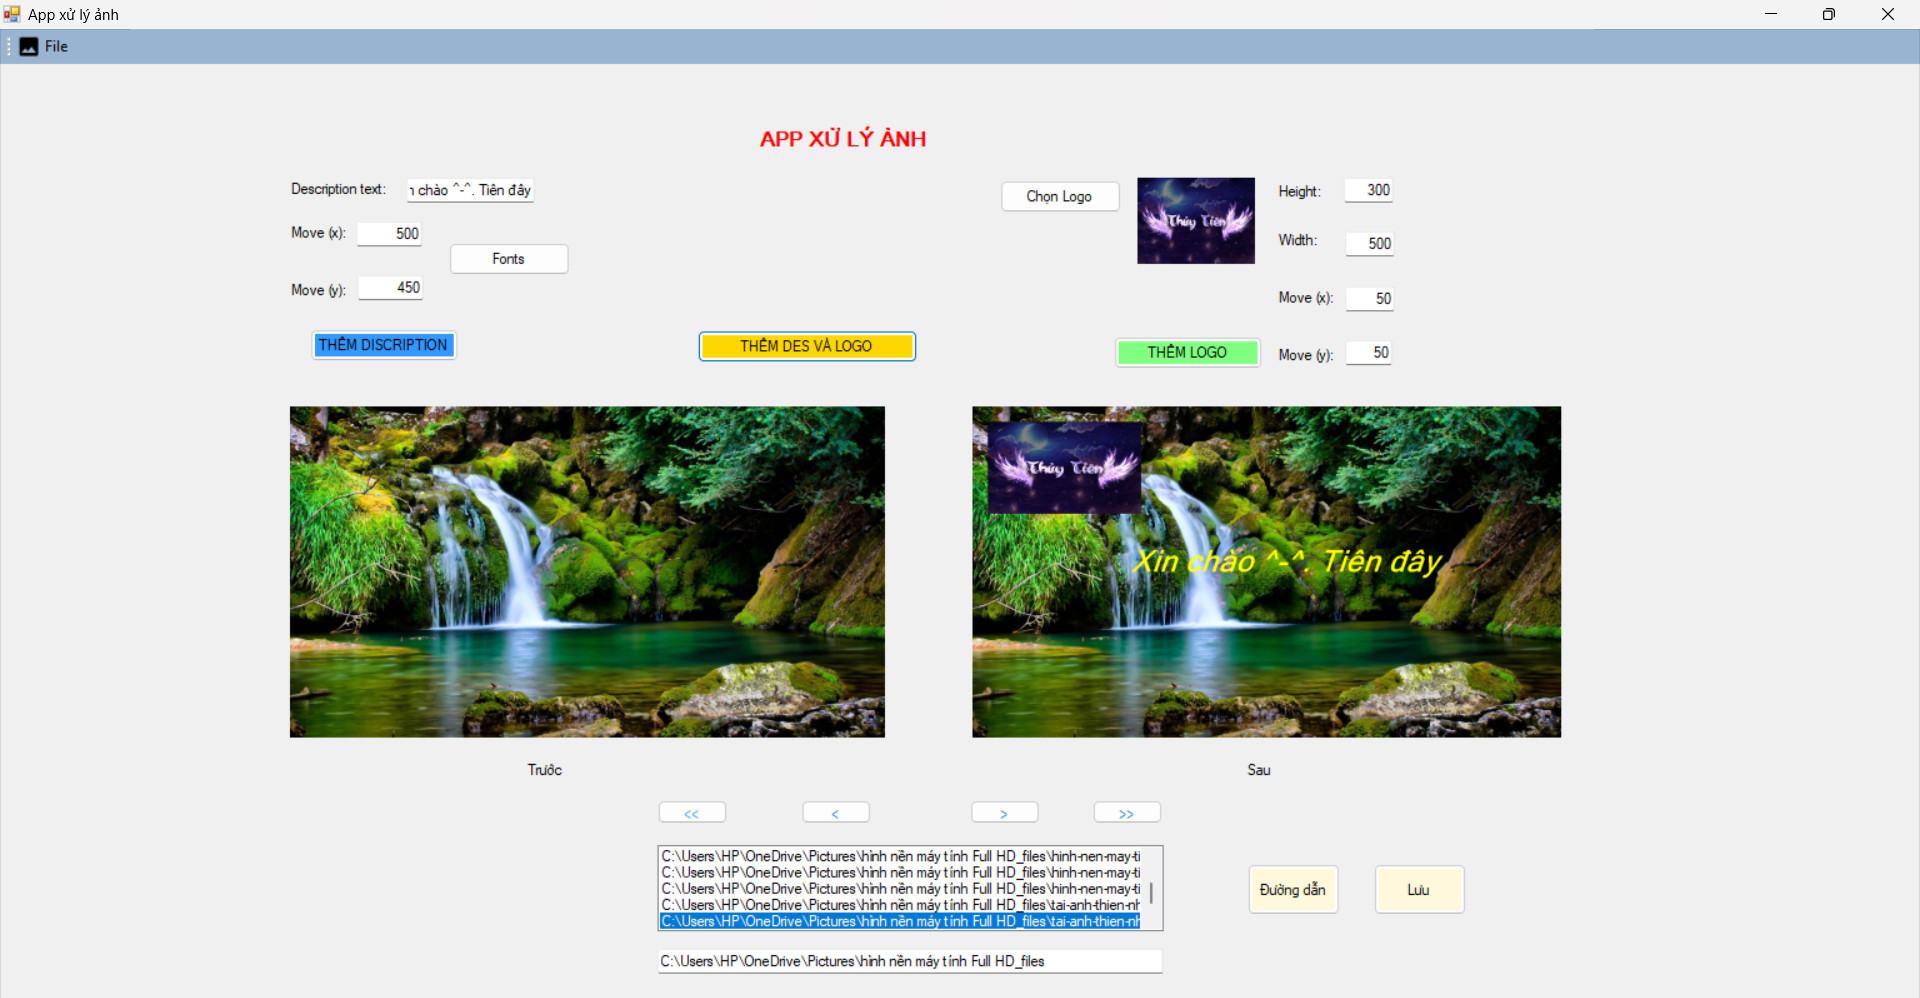 App xử lý ảnh
File
APP XỬ LÝ ẢNH
Description text:
chào ^-^. Tiên đây
Chọn Logo
Thủy Tiên
Height:
300
Move (x):
500
Width:
500
Fonts
Move (y):
450
Move (x):
50
THÊM DISCRIPTION
THÊM DES VÀ LOGO
THÊM LOGO
Move (y):
50
Thủy Tiên
Xin chào ^-^. Tiên đây
Trước
Sau
<<
<
>
>>
C:\Users\HP\OneDrive\Pictures\hình nền máy tính Full HD_files\hinh-nen-may-ti
C:\Users\HP\OneDrive\Pictures\hình nền máy tính Full HD_files\hinh-nen-may-ti
C:\Users\HP\OneDrive\Pictures\hình nền máy tính Full HD_files\hinh-nen-may-ti
C:\Users\HP\OneDrive\Pictures\hình nền máy tính Full HD_files\tai-anh-thien-nh
C:\Users\HP\OneDrive\Pictures\hình nền máy tính Full HD_files\tai-anh-thien-nh
Đường dẫn
Lưu
C:\Users\HP\OneDrive\Pictures\hình nền máy tính Full HD_files